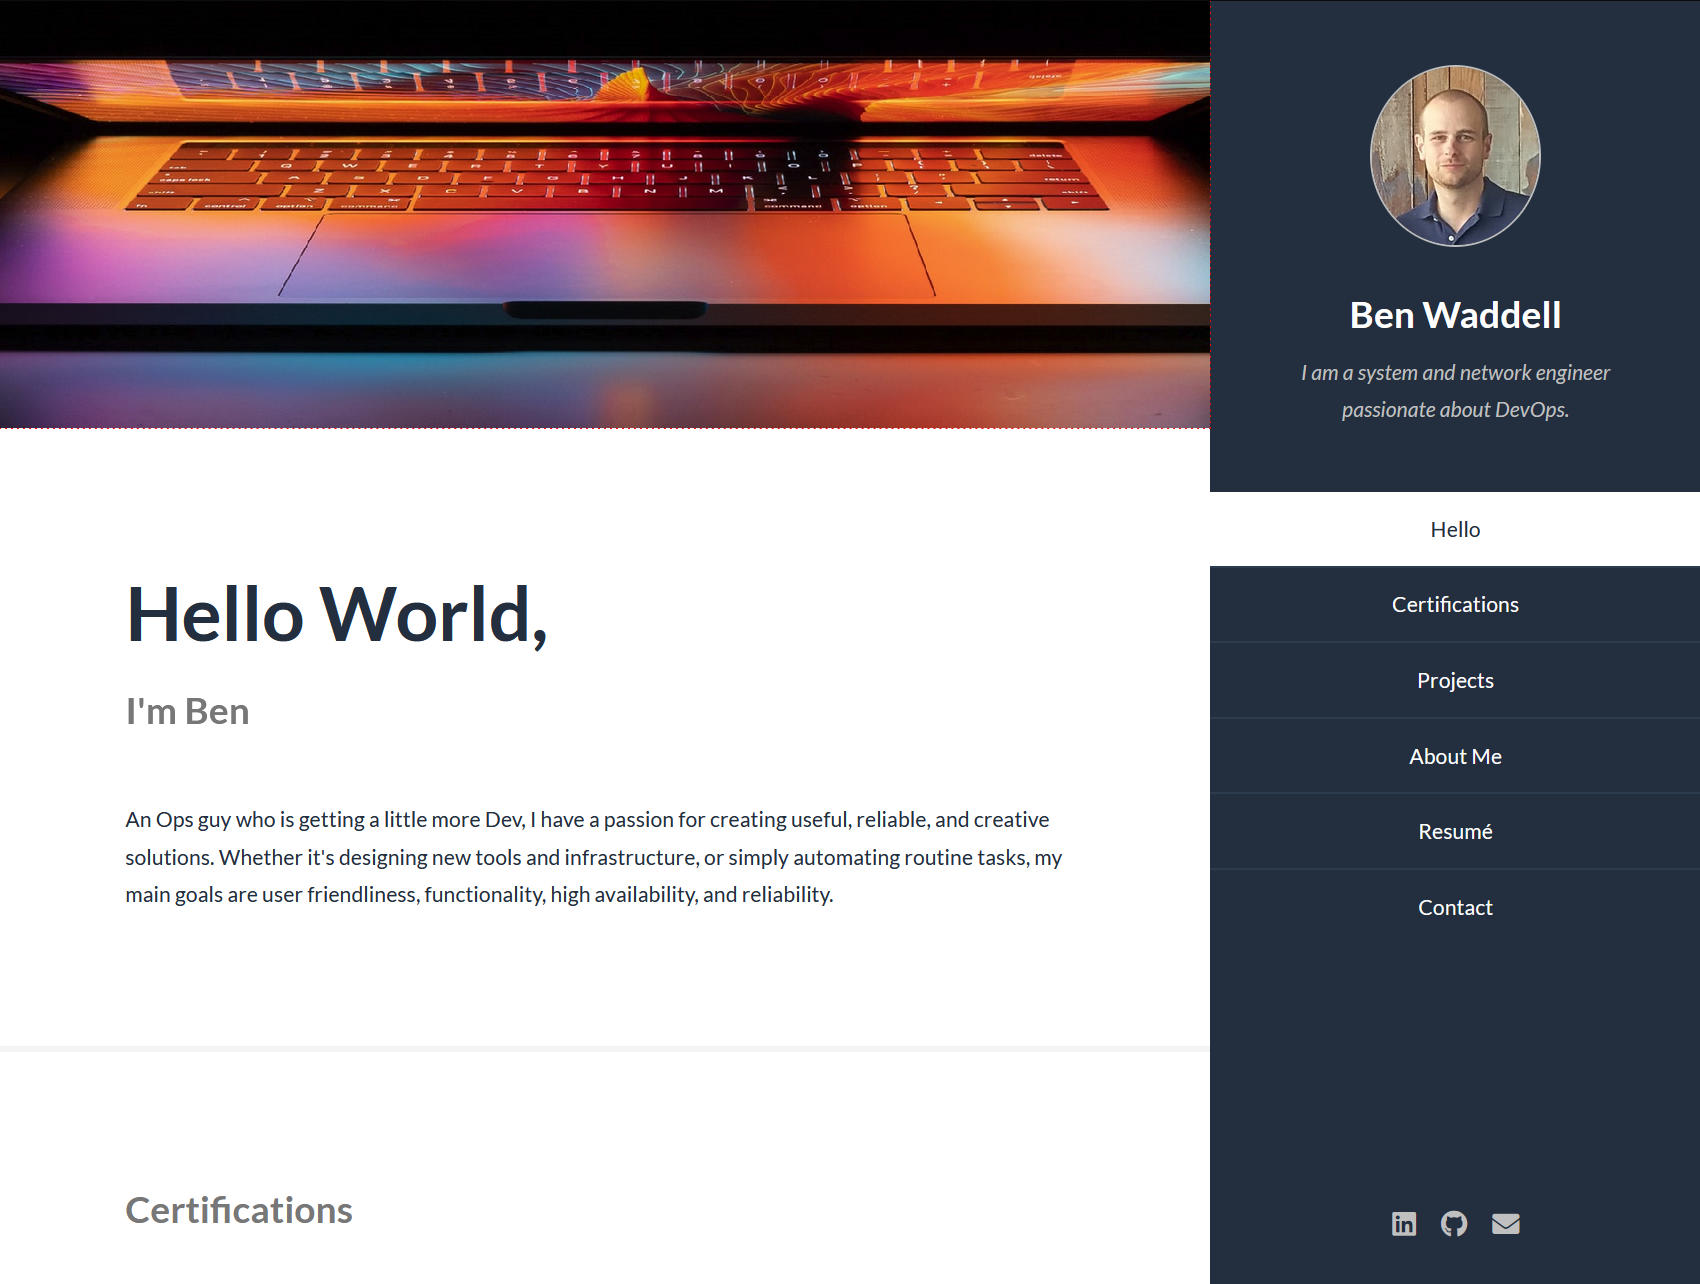 Ben Waddell
I am a system and network engineer
passionate about DevOps.
Hello
Certifications
Projects
About Me
Resumé
Contact
Hello World,
I'm Ben
An Ops guy who is getting a little more Dev, I have a passion for creating useful, reliable, and creative
solutions. Whether it's designing new tools and infrastructure, or simply automating routine tasks, my
main goals are user friendliness, functionality, high availability, and reliability.
Certifications